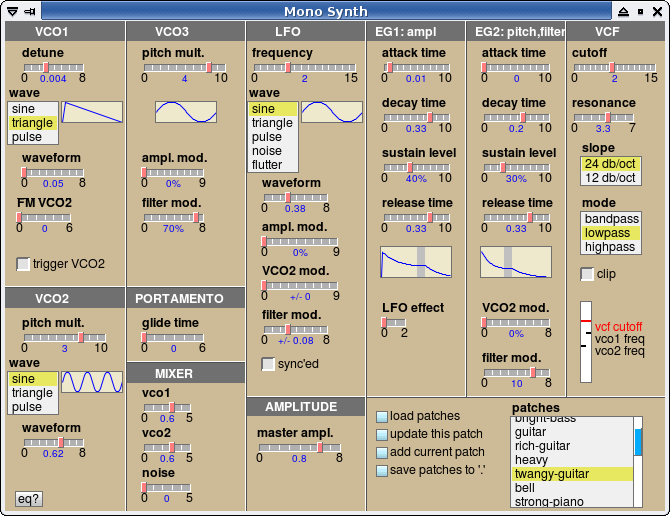 Mono Synth
VCO1
detune
0 8
0.004
wave
sine
triangle
pulse
waveform
0 8
0.05
FM VCO2
0 6
0
trigger VCO2
VCO2
pitch mult.
0 10
3
wave
sine
triangle
pulse
waveform
0 8
0.62
eq?
VCO3
pitch mult.
0 10
4
ampl. mod.
0 9
0%
filter mod.
0 8
70%
PORTAMENTO
glide time
0 6
0
MIXER
vco1
0 5
0.6
vco2
0 5
0.6
noise
0 5
0
LFO
frequency
0 15
2
wave
sine
triangle
pulse
noise
flutter
waveform
0 8
0.38
ampl. mod.
0 9
0%
VCO2 mod.
0 9
+/- 0
filter mod.
0 8
+/- 0.08
sync'ed
AMPLITUDE
master ampl.
0 8
0.8
EG1: ampl
attack time
0 10
0.01
decay time
0 10
0.33
sustain level
0 10
40%
release time
0 10
0.33
LFO effect
0 2
EG2: pitch,filter
attack time
0 10
0
decay time
0 10
0.2
sustain level
0 10
30%
release time
0 10
0.33
VCO2 mod.
0 8
0%
filter mod.
0 8
10
VCF
cutoff
0 15
2
resonance
0 7
3.3
slope
24 db/oct
12 db/oct
mode
bandpass
lowpass
highpass
clip
vcf cutoff
vco1 freq
vco2 freq
load patches
update this patch
add current patch
save patches to '.'
patches
bright-bass
guitar
rich-guitar
heavy
twangy-guitar
bell
strong-piano